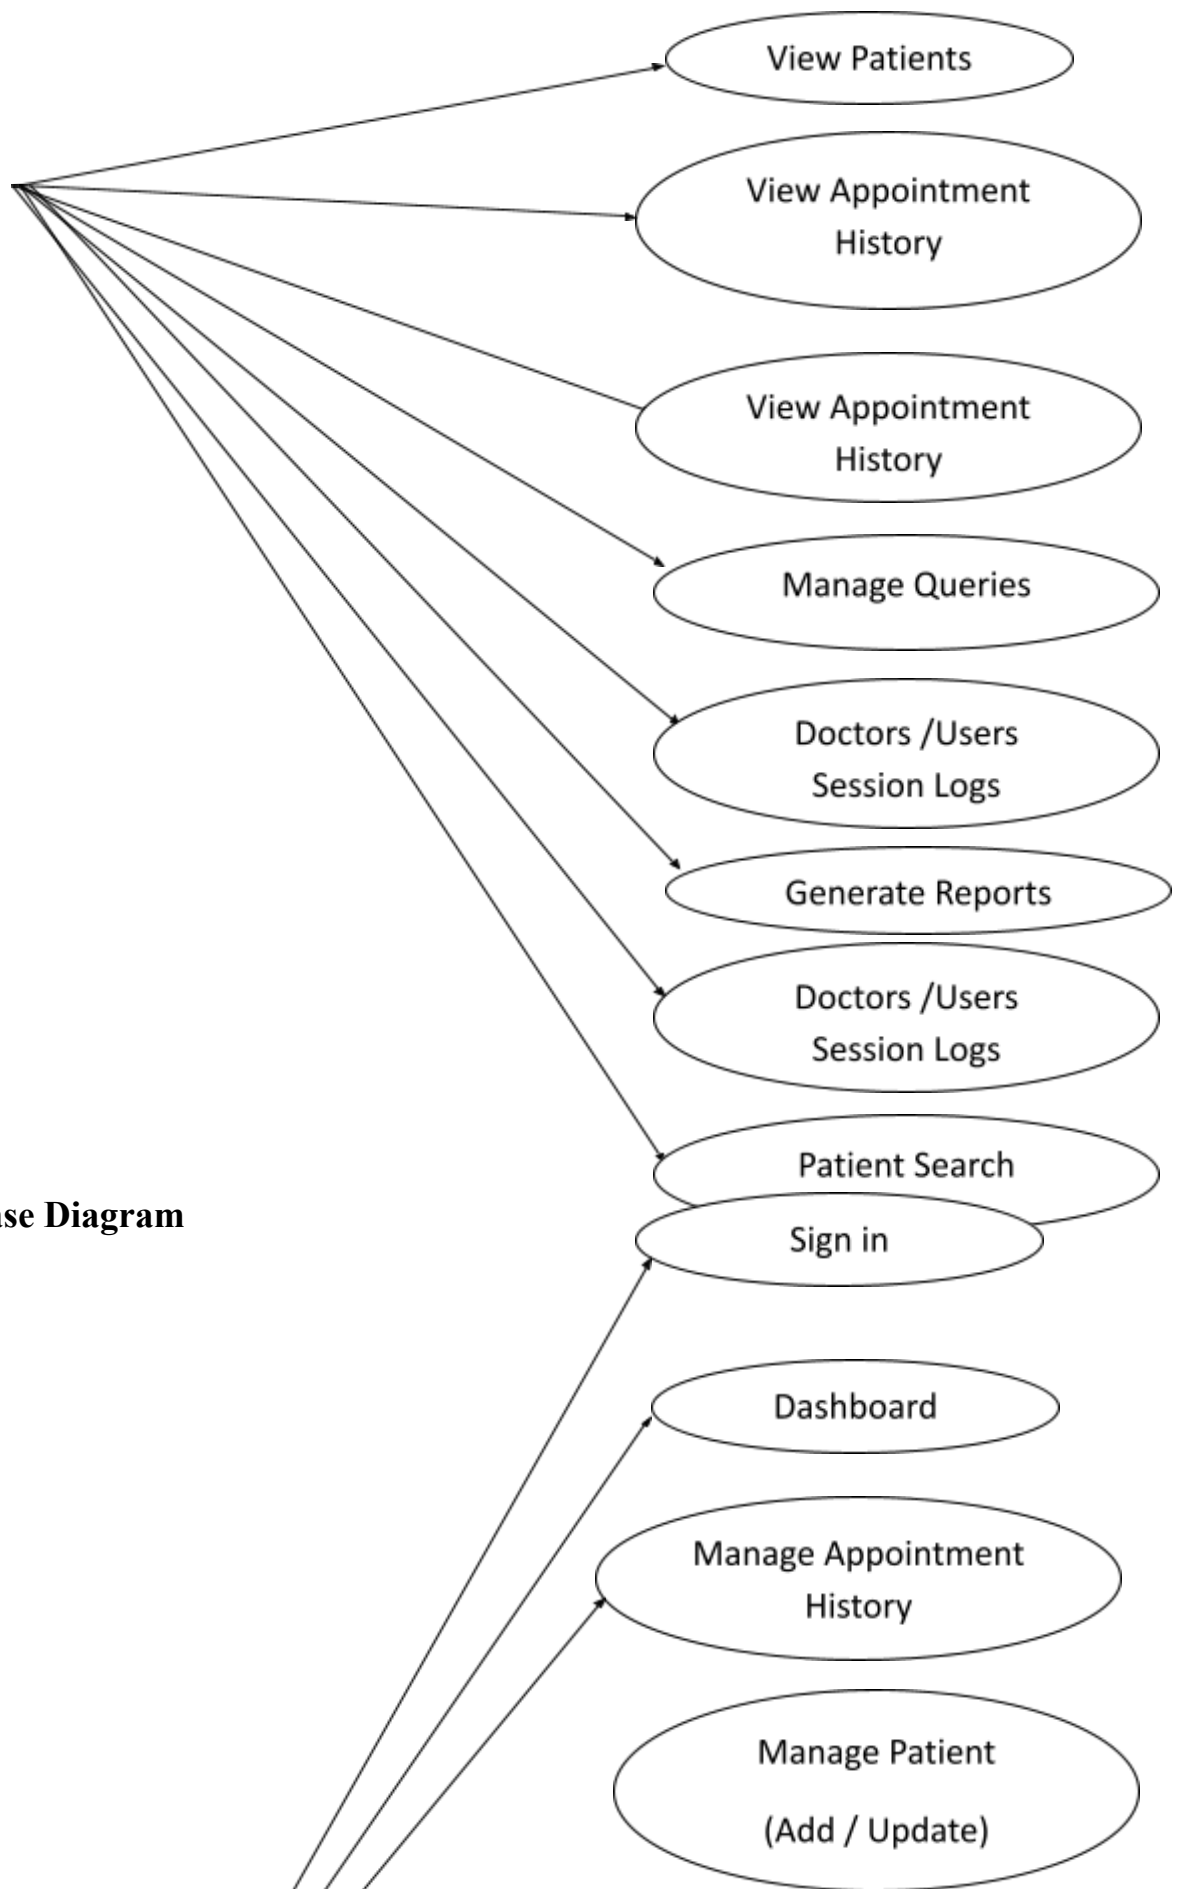 View Patients
View Appointment
History
View Appointment
History
Manage Queries
Doctors /Users
Session Logs
Generate Reports
Doctors /Users
Session Logs
Patient Search
ase Diagram
Sign in
Dashboard
Manage Appointment
History
Manage Patient
(Add / Update)